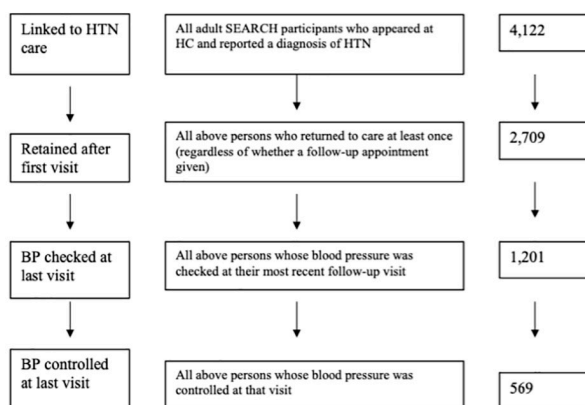 Linked to HTN
care
All adult SEARCH participants who appeared at
HC and reported a diagnosis of HTN
4,122
Retained after
first visit
All above persons who returned to care at least once
(regardless of whether a follow-up appointment
given)
2,709
BP checked at
last visit
All above persons whose blood pressure was
checked at their most recent follow-up visit
1,201
BP controlled at
last visit
All above persons whose blood pressure was
controlled at that visit
569